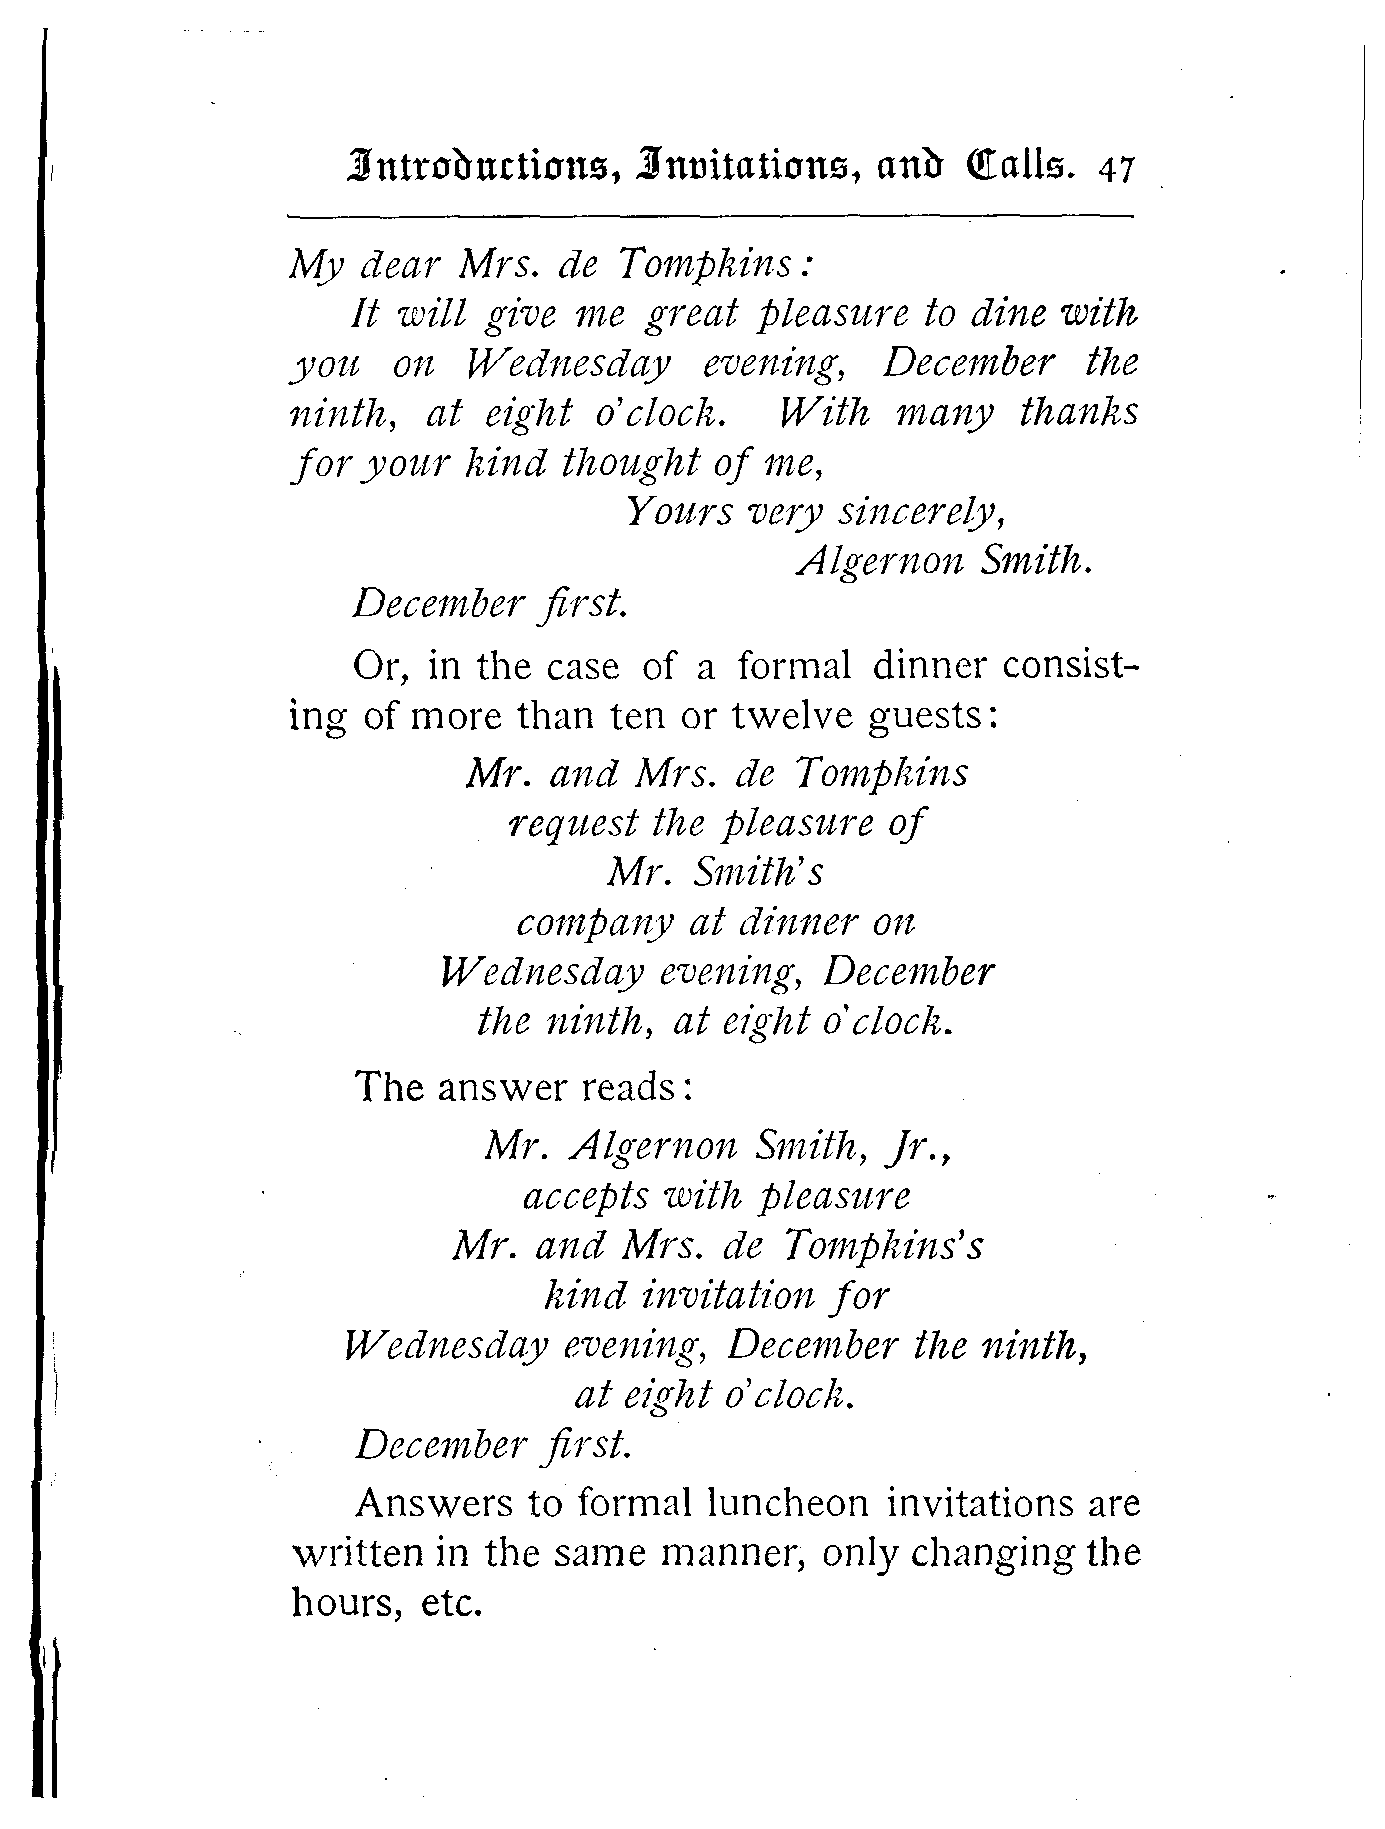 Introductions, Invitations, and Calls. 47
My dear Mrs. de Tompkins:
It will give me great pleasure to dine with
you on Wednesday evening, December the
ninth, at eight o'clock. With many thanks
for your kind thought of me,
Yours very sincerely,
Algernon Smith.
December first.
Or, in the case of a formal dinner consist-
ing of more than ten or twelve guests:
Mr. and Mrs. de Tompkins
request the pleasure of
Mr. Smith's
company at dinner on
Wednesday evening, December
the ninth, at eight o'clock.
The answer reads:
Mr. Algernon Smith, Jr.,
accepts with pleasure
Mr. and Mrs. de Tompkins's
kind invitation for
Wednesday evening, December the ninth,
at eight o'clock.
December first.
Answers to formal luncheon invitations are
written in the same manner, only changing the
hours, etc.